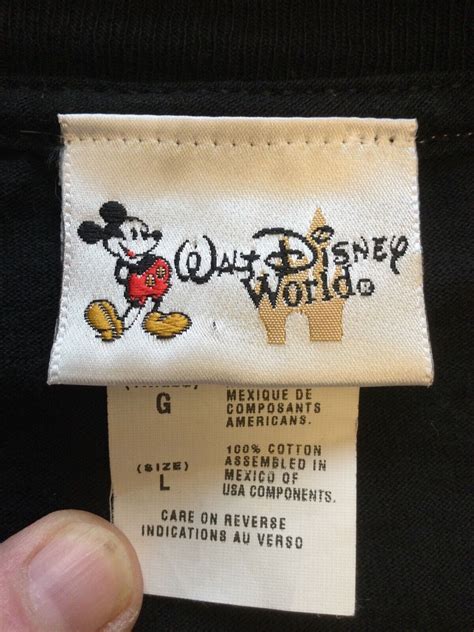 WALT DISNEY
World®
G
MEXIQUE DE
COMPOSANTS
AMERICANS.
(SIZE)
L
100% COTTON
ASSEMBLED IN
MEXICO OF
USA COMPONENTS.
CARE ON REVERSE
INDICATIONS AU VERSO